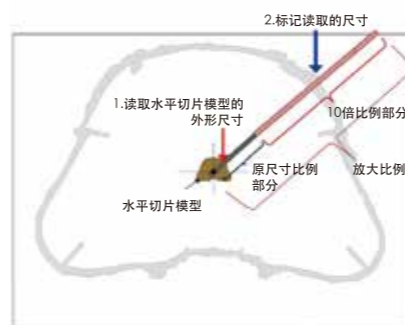 2.标记读取的尺寸
1.读取水平切片模型的
外形尺寸
10倍比例部分
原尺寸比例
部分
放大比例
水平切片模型